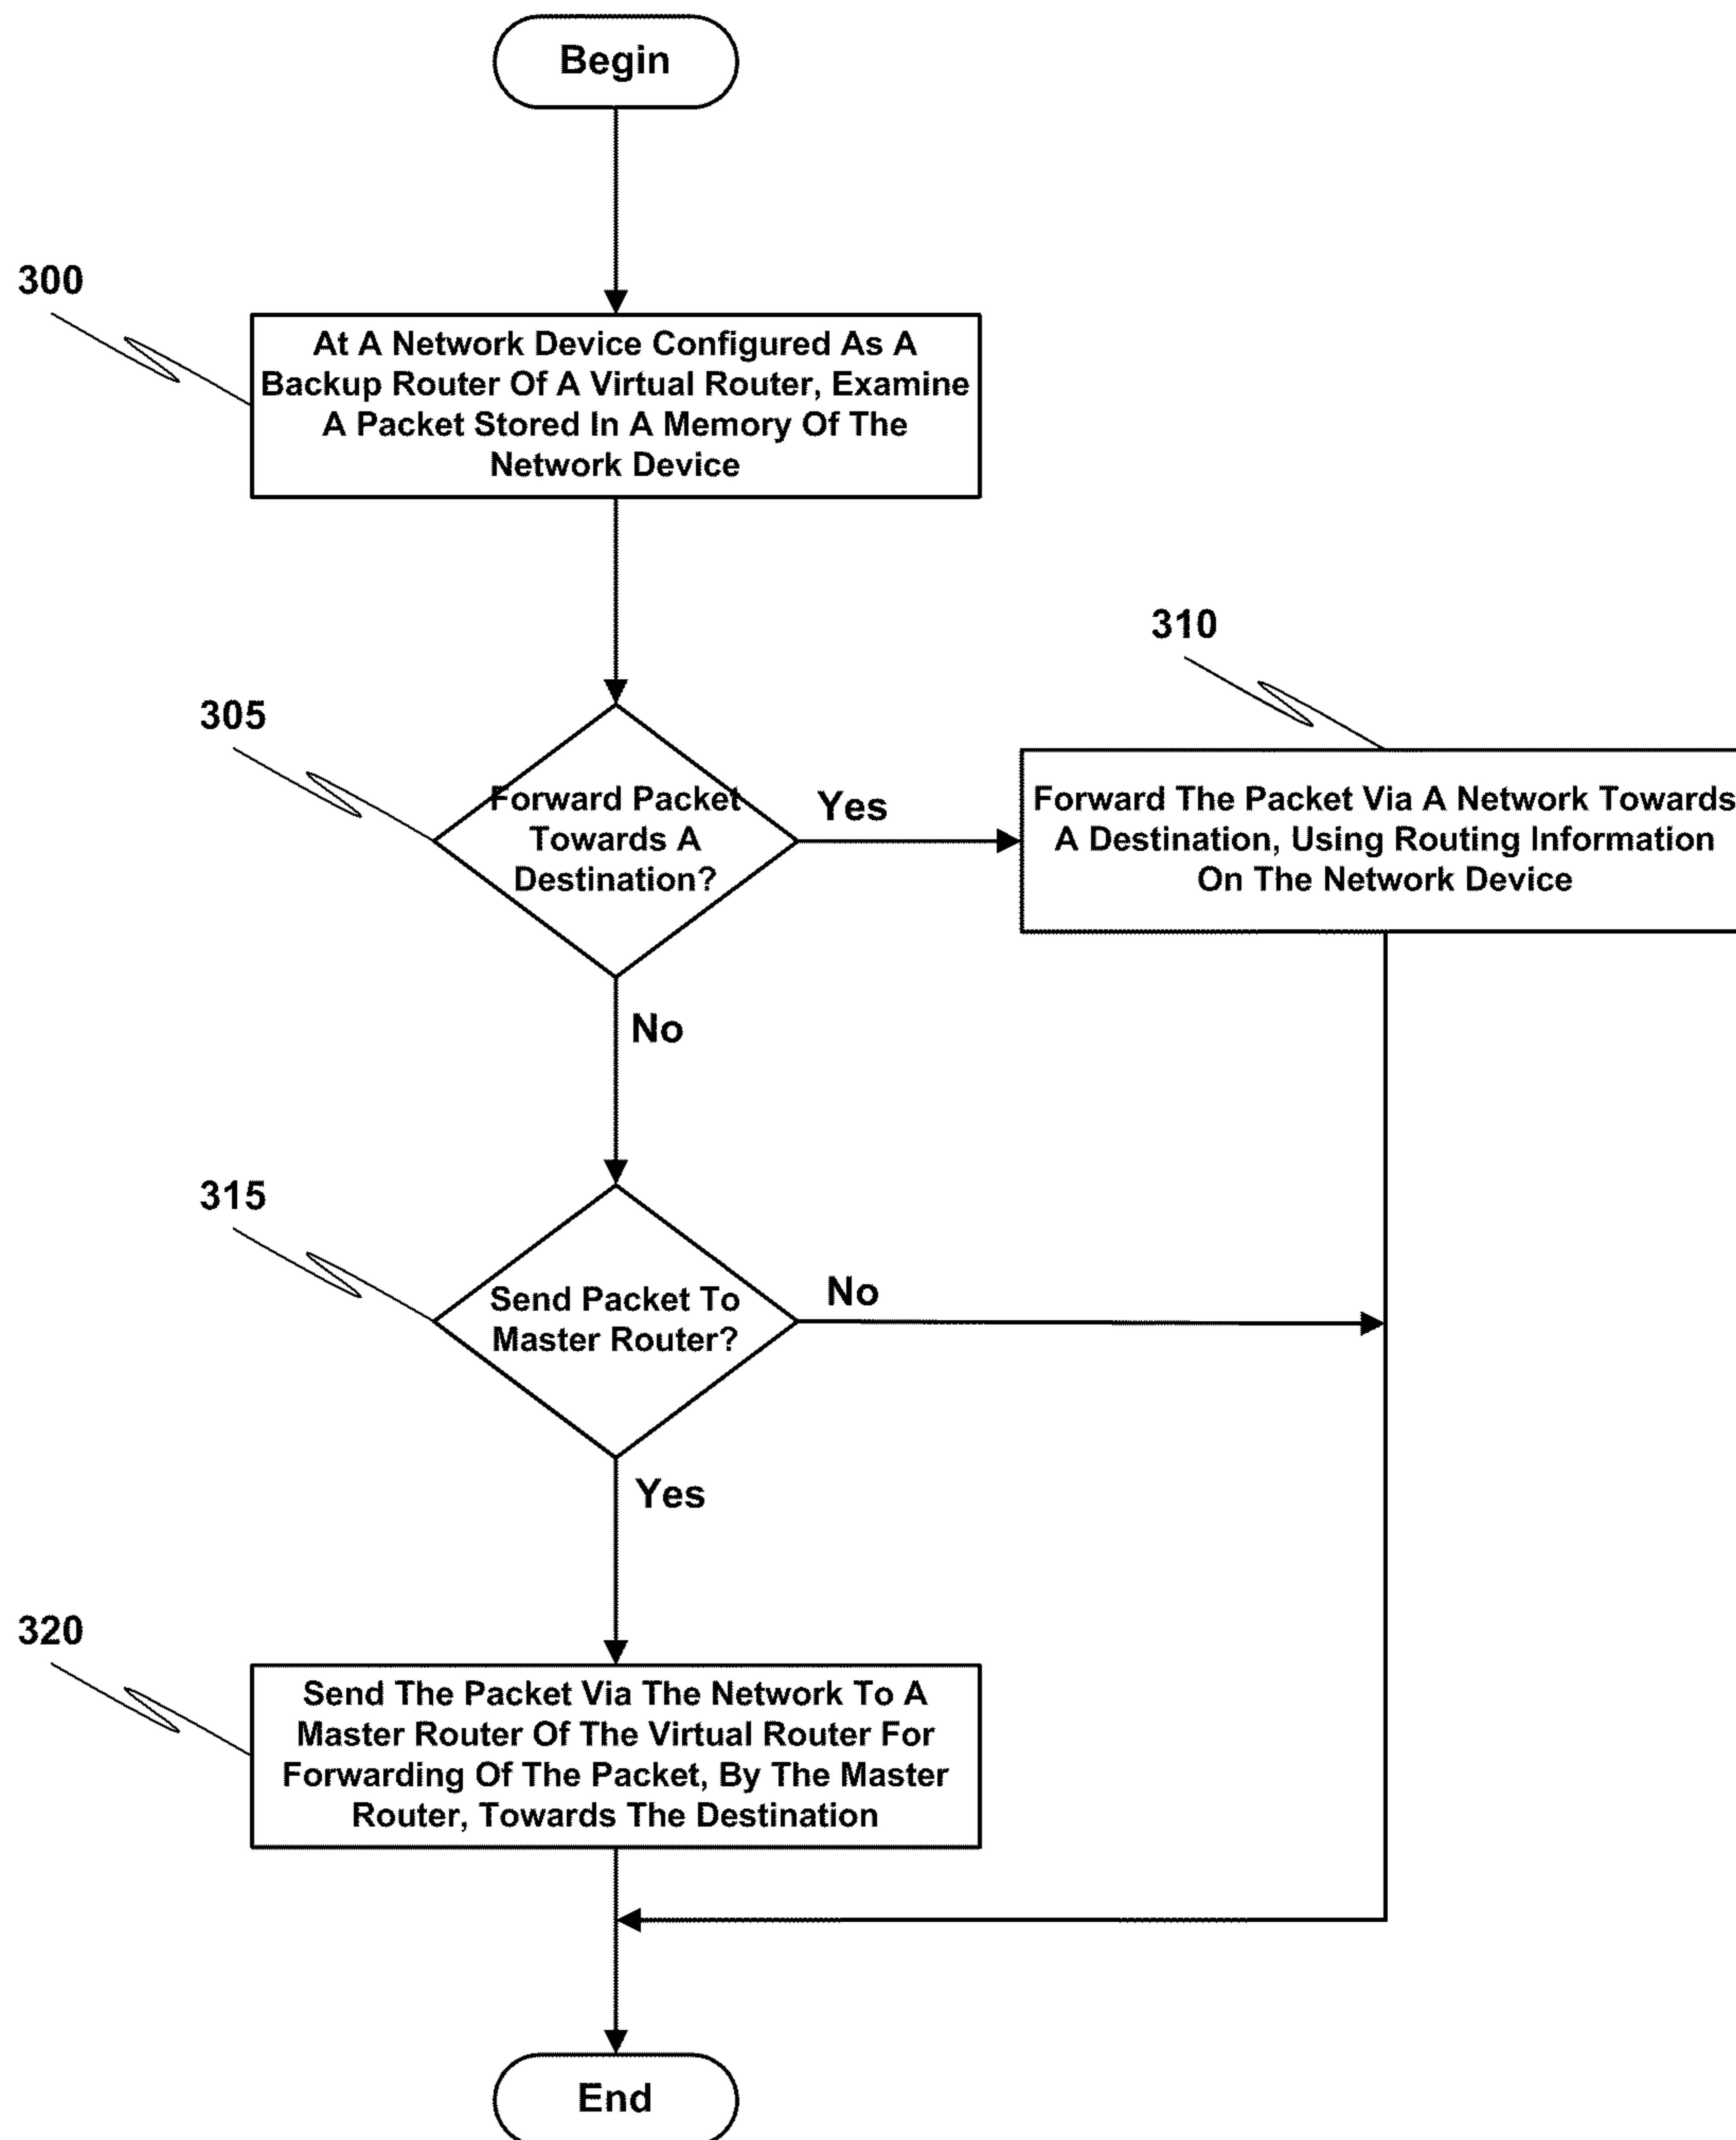 Begin
300
At A Network Device Configured As A
Backup Router Of A Virtual Router, Examine
A Packet Stored In A Memory Of The
Network Device
305
Forward Packet
Towards A
Destination?
Yes
310
Forward The Packet Via A Network Towards
A Destination, Using Routing Information
On The Network Device
No
315
Send Packet To
Master Router?
No
Yes
320
Send The Packet Via The Network To A
Master Router Of The Virtual Router For
Forwarding Of The Packet, By The Master
Router, Towards The Destination
End